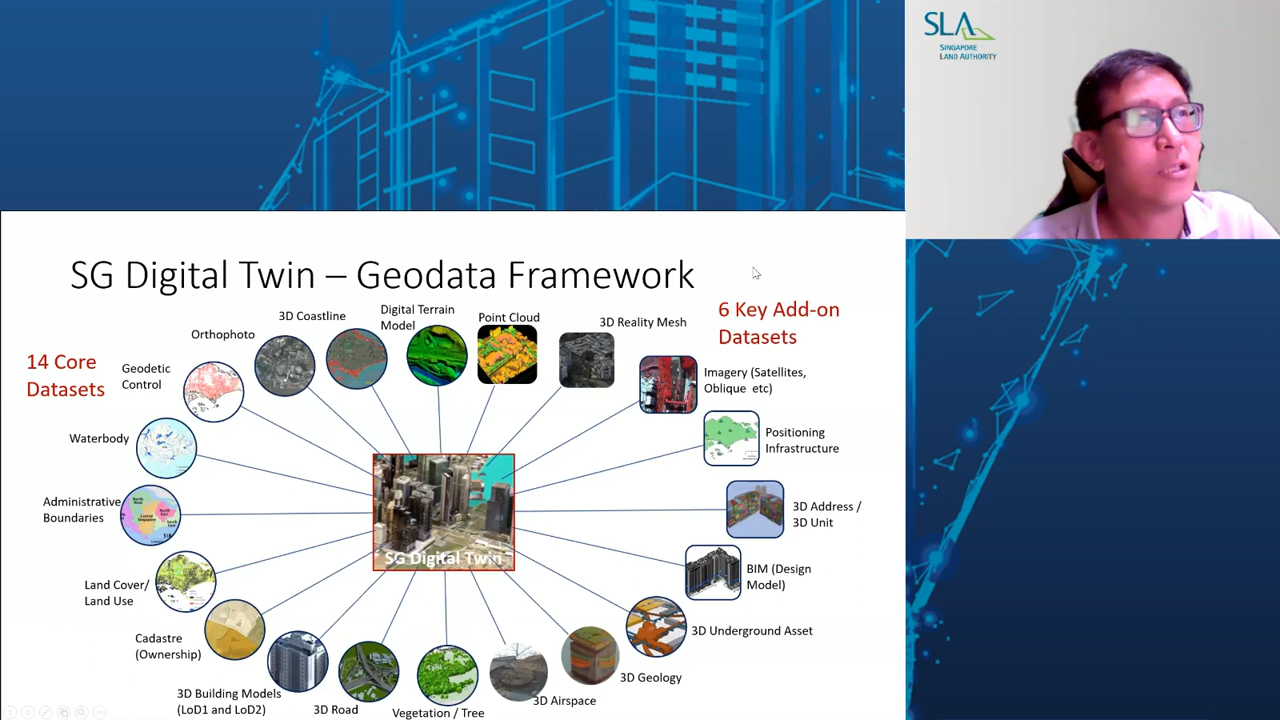 SLA
SINGAPORE
LAND AUTHORITY
SG Digital Twin – Geodata Framework
14 Core
Datasets
6 Key Add-on
Datasets
Geodetic
Control
Orthophoto
3D Coastline
Digital Terrain
Model
Point Cloud
3D Reality Mesh
Imagery (Satellites,
Oblique etc)
Positioning
Infrastructure
3D Address /
3D Unit
BIM (Design
Model)
3D Underground Asset
3D Geology
3D Airspace
Vegetation / Tree
3D Road
3D Building Models
(LoD1 and LoD2)
Cadastre
(Ownership)
Land Cover/
Land Use
Administrative
Boundaries
Waterbody
SG Digital Twin